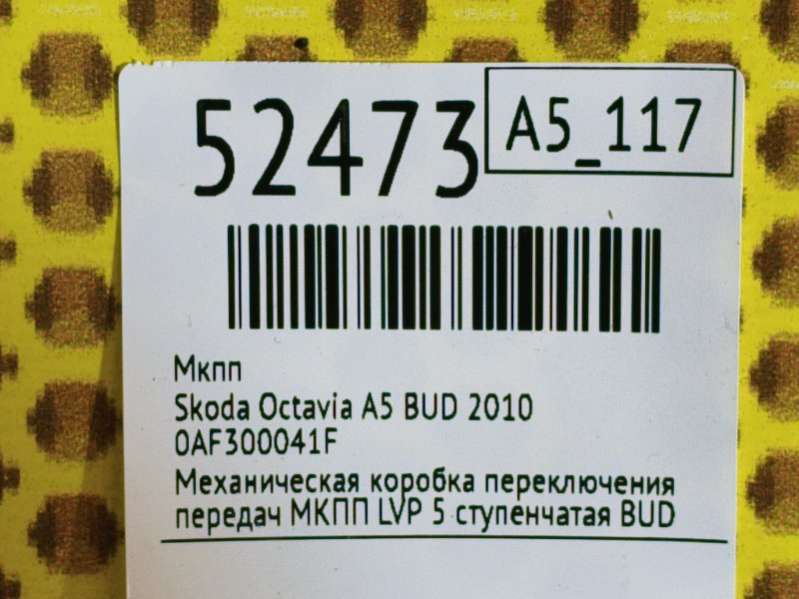 52473
A5_117
Мкпп
Skoda Octavia A5 BUD 2010
0AF300041F
Механическая коробка переключения
передач МКПП LVP 5 ступенчатая BUD